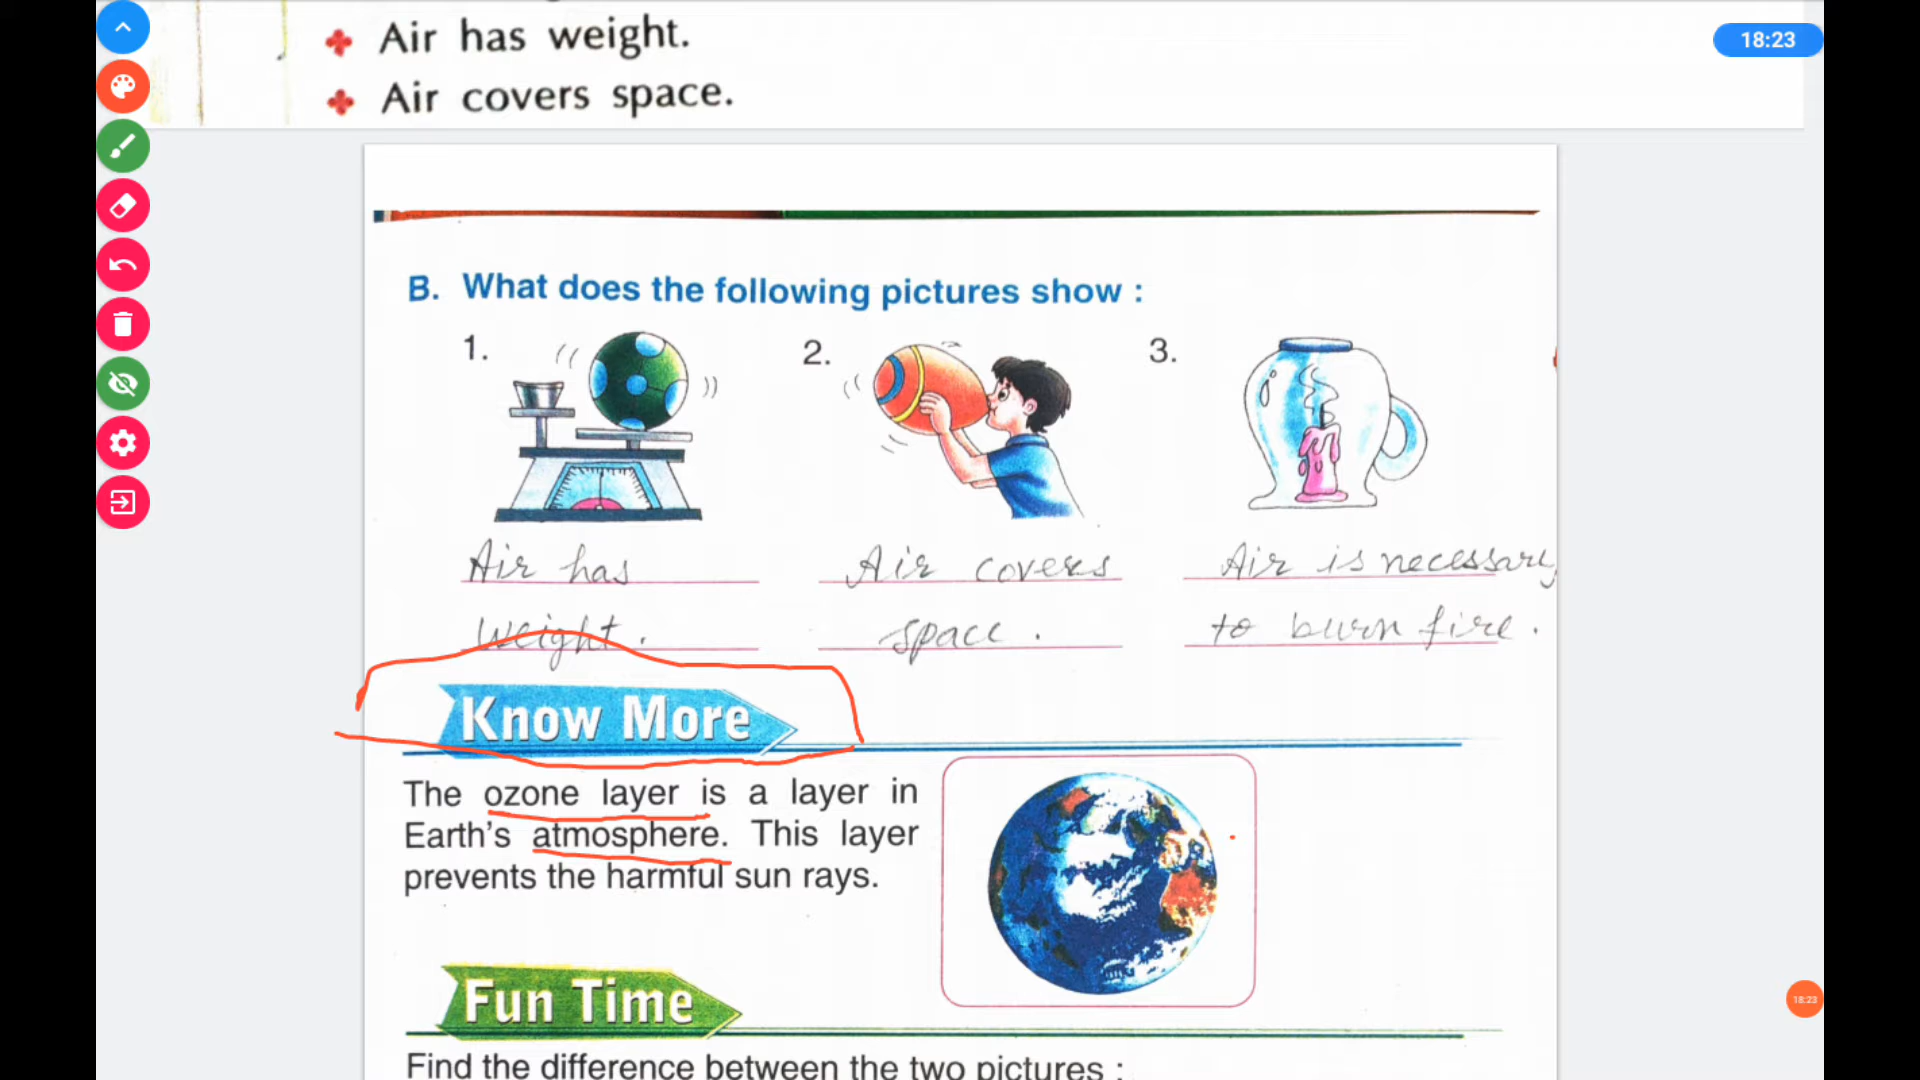 Air has weight.
18:23
Air covers space.
B. What does the following pictures show :
1.
2.
3.
Air has
weight.
Air covers
space.
Air is necessary
to burn fire.
Know More
The ozone layer is a layer in
Earth's atmosphere. This layer
prevents the harmful sun rays.
Fun Time
18:23
Find the difference between the two pictures :